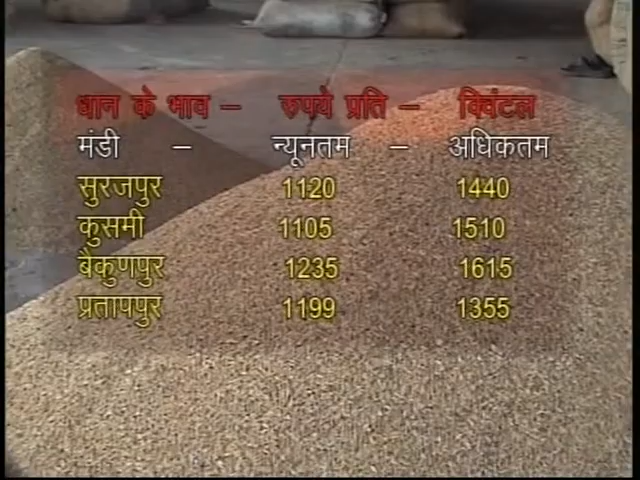 धान के भाव – रुपये प्रति – क्विंटल
मंडी – न्यूनतम – अधिकतम
सुरजपुर 1120 1440
कुसमी 1105 1510
बैकुणपुर 1235 1615
प्रतापपुर 1199 1355